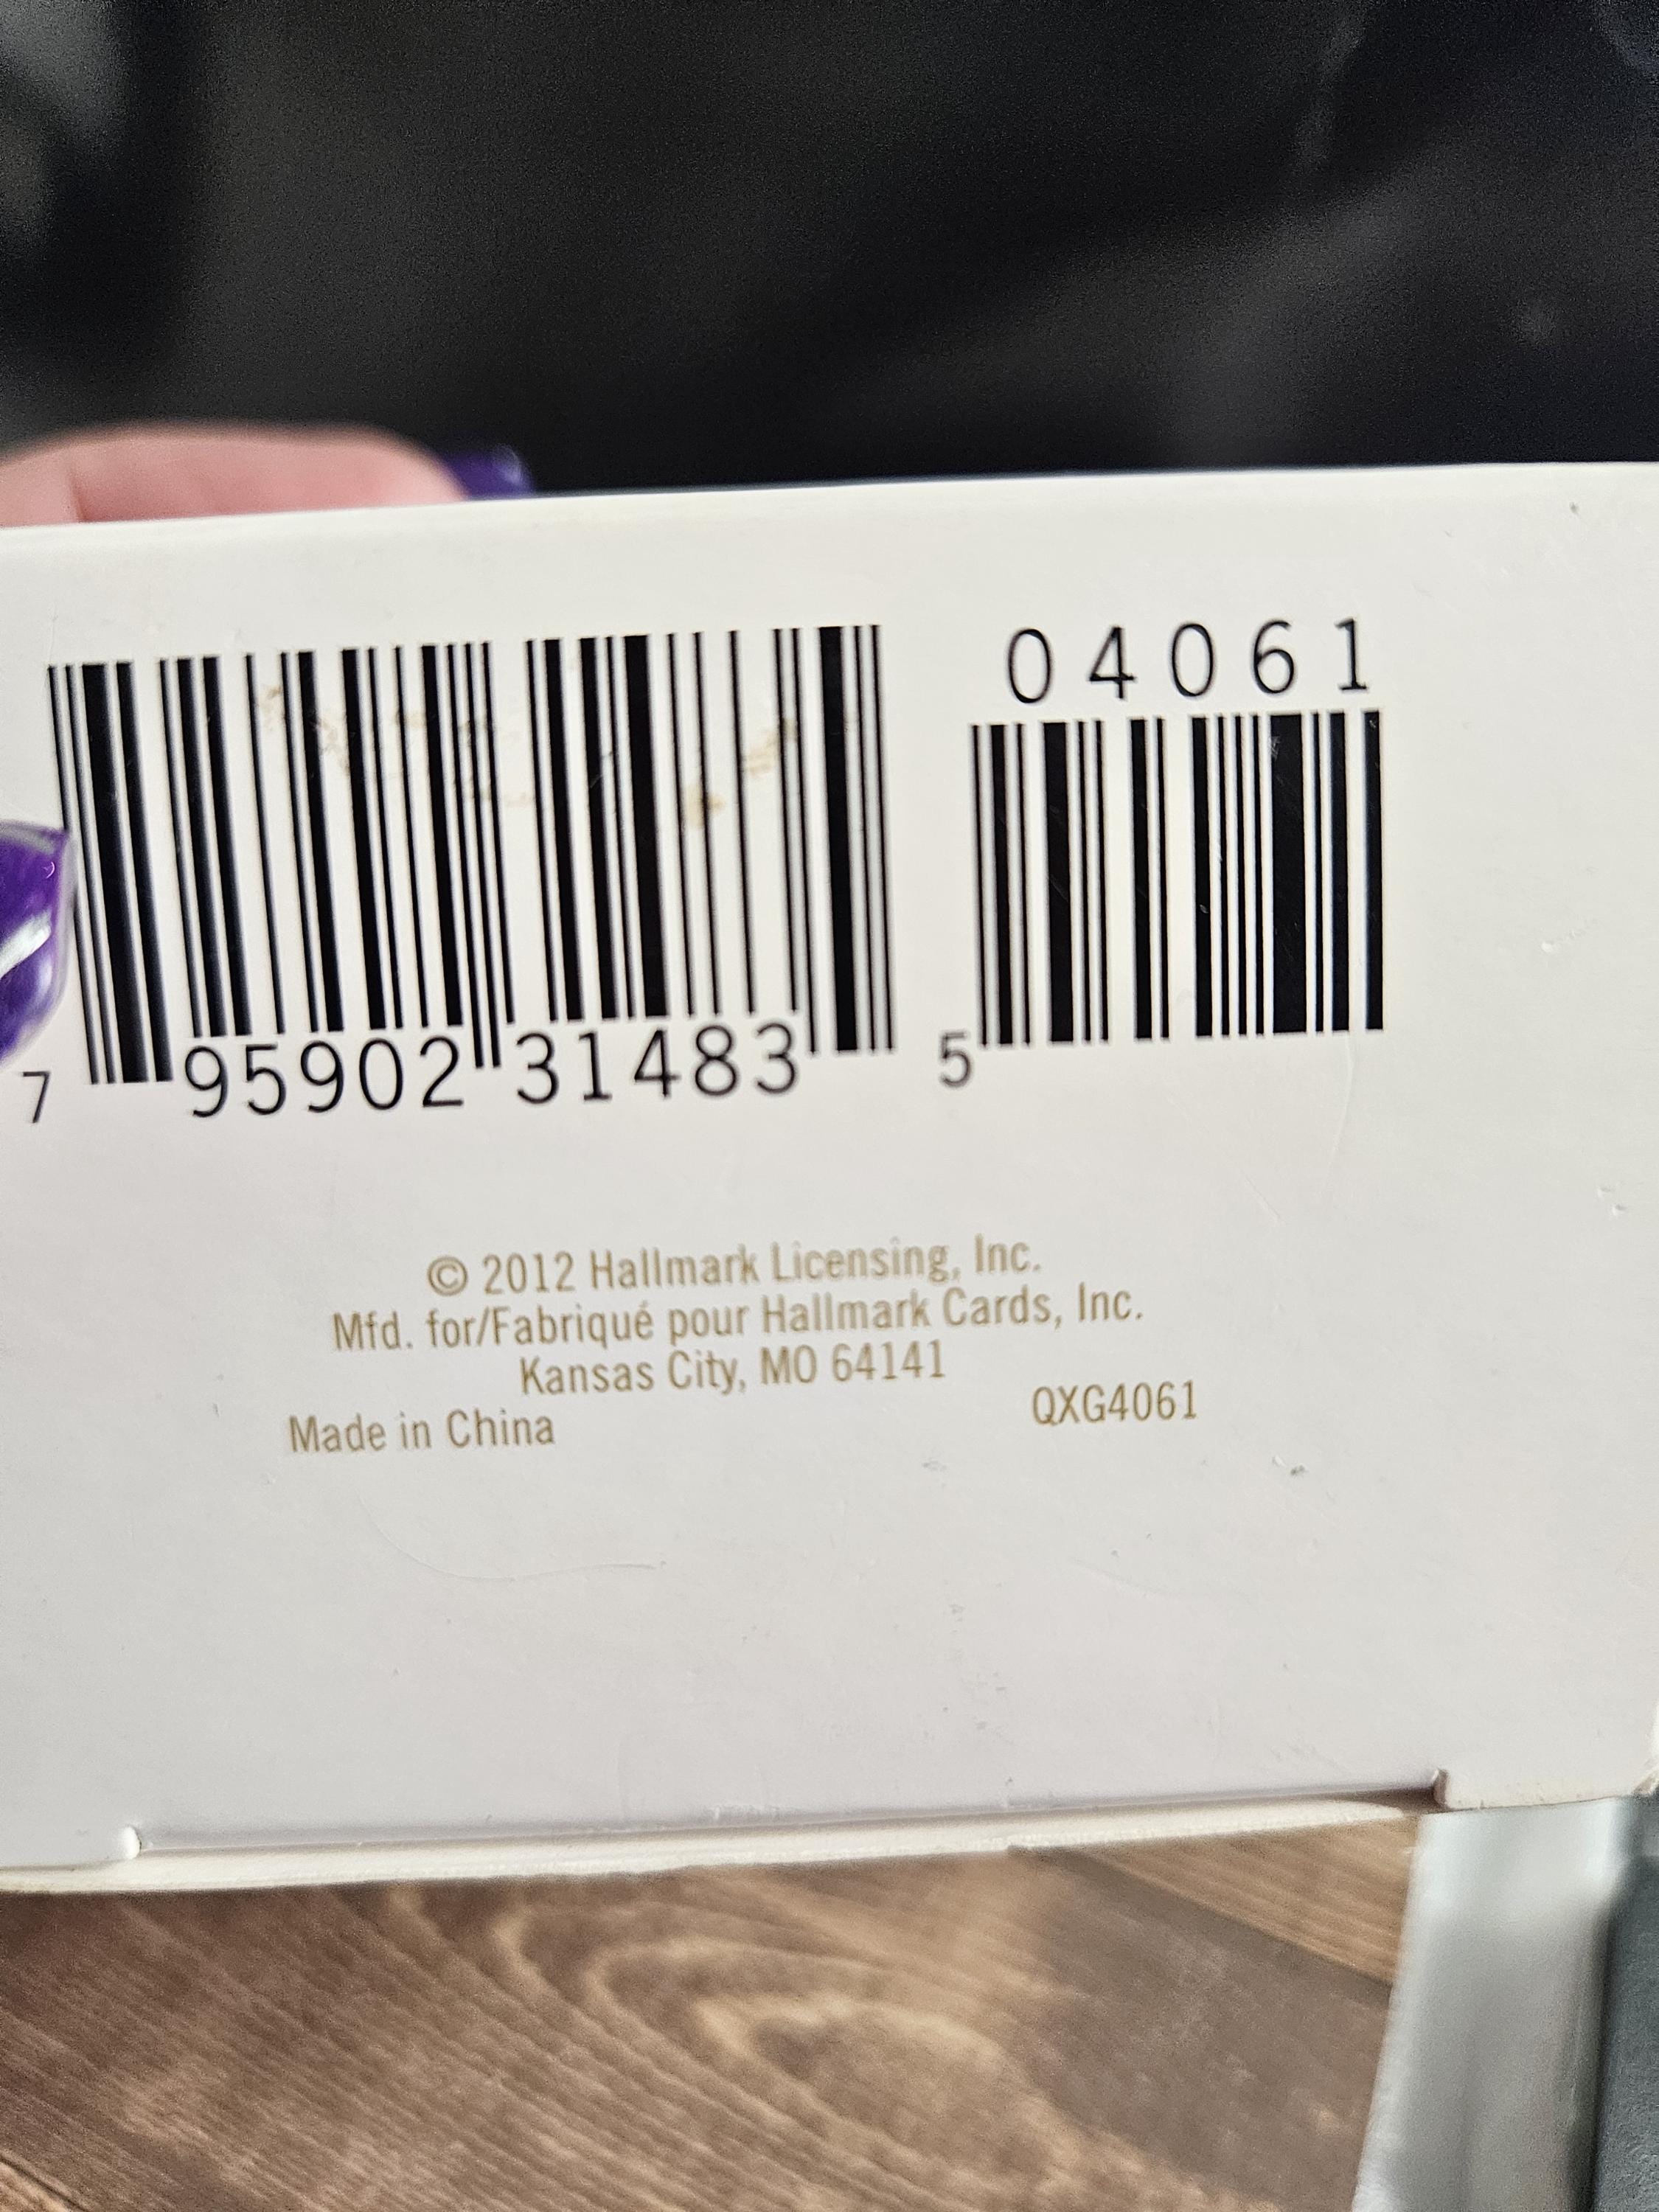 04061
7 95902 31483 5
© 2012 Hallmark Licensing, Inc.
Mfd. for/Fabriqué pour Hallmark Cards, Inc.
Kansas City, MO 64141
Made in China QXG4061